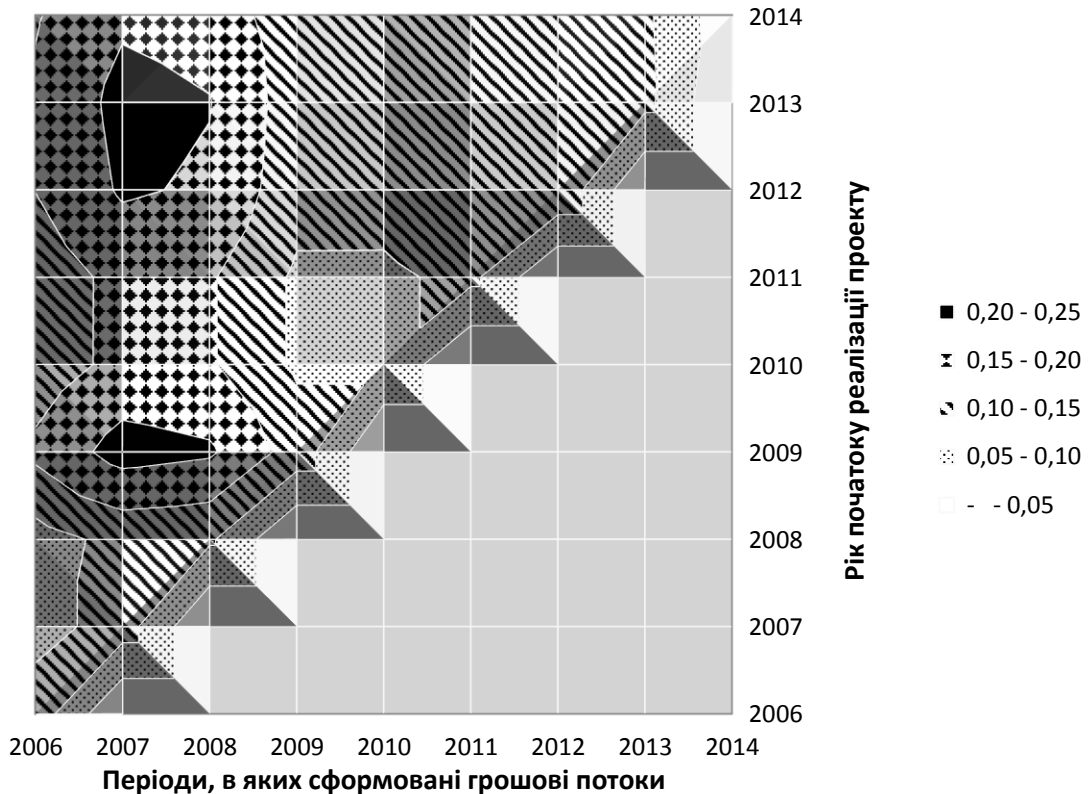 2014
2013
2012
2011
2010
2009
2008
2007
2006
Рік початоку реалізації проекту
0,20 - 0,25
0,15 - 0,20
0,10 - 0,15
0,05 - 0,10
- - 0,05
2006 2007 2008 2009 2010 2011 2012 2013 2014
Періоди, в яких сформовані грошові потоки